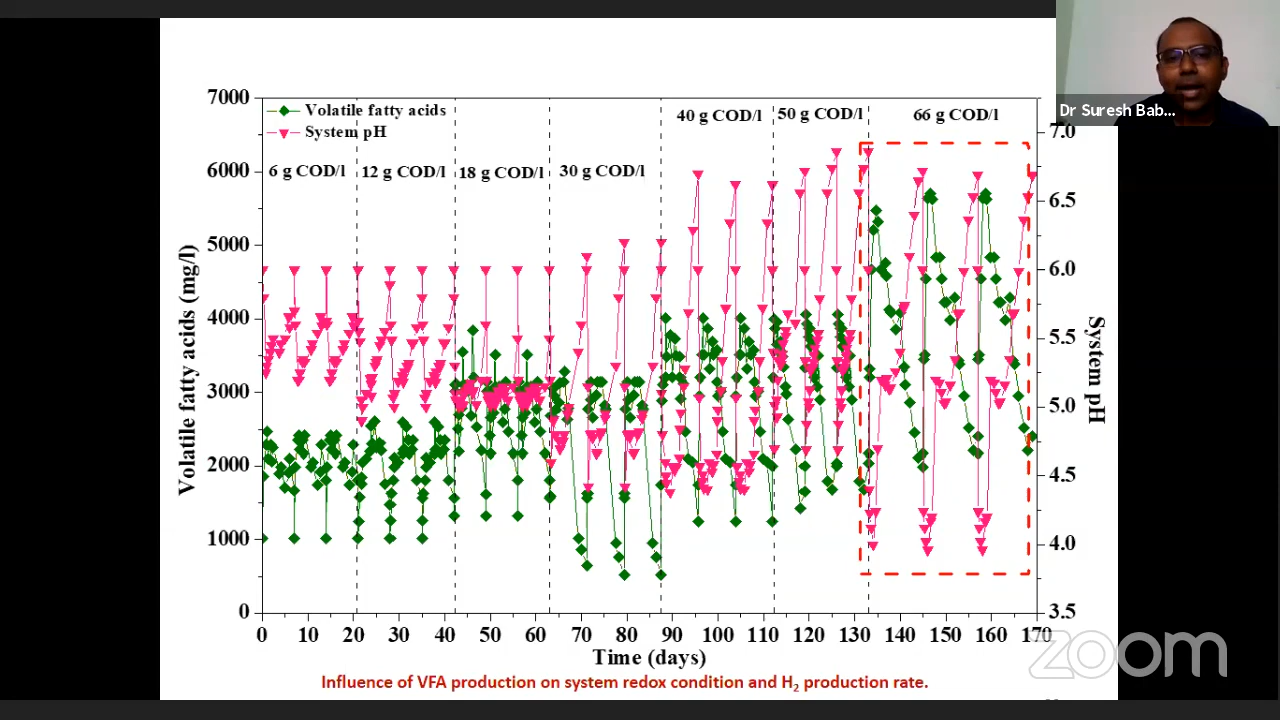 Dr Suresh Bab...
7000
6000
5000
4000
3000
2000
1000
0
Volatile fatty acids (mg/l)
Volatile fatty acids
System pH
6 g COD/l
12 g COD/l
18 g COD/l
30 g COD/l
40 g COD/l
50 g COD/l
66 g COD/l
7.0
6.5
6.0
5.5
5.0
4.5
4.0
3.5
System pH
0 10 20 30 40 50 60 70 80 90 100 110 120 130 140 150 160 170
Time (days)
Influence of VFA production on system redox condition and H₂ production rate.
zoom